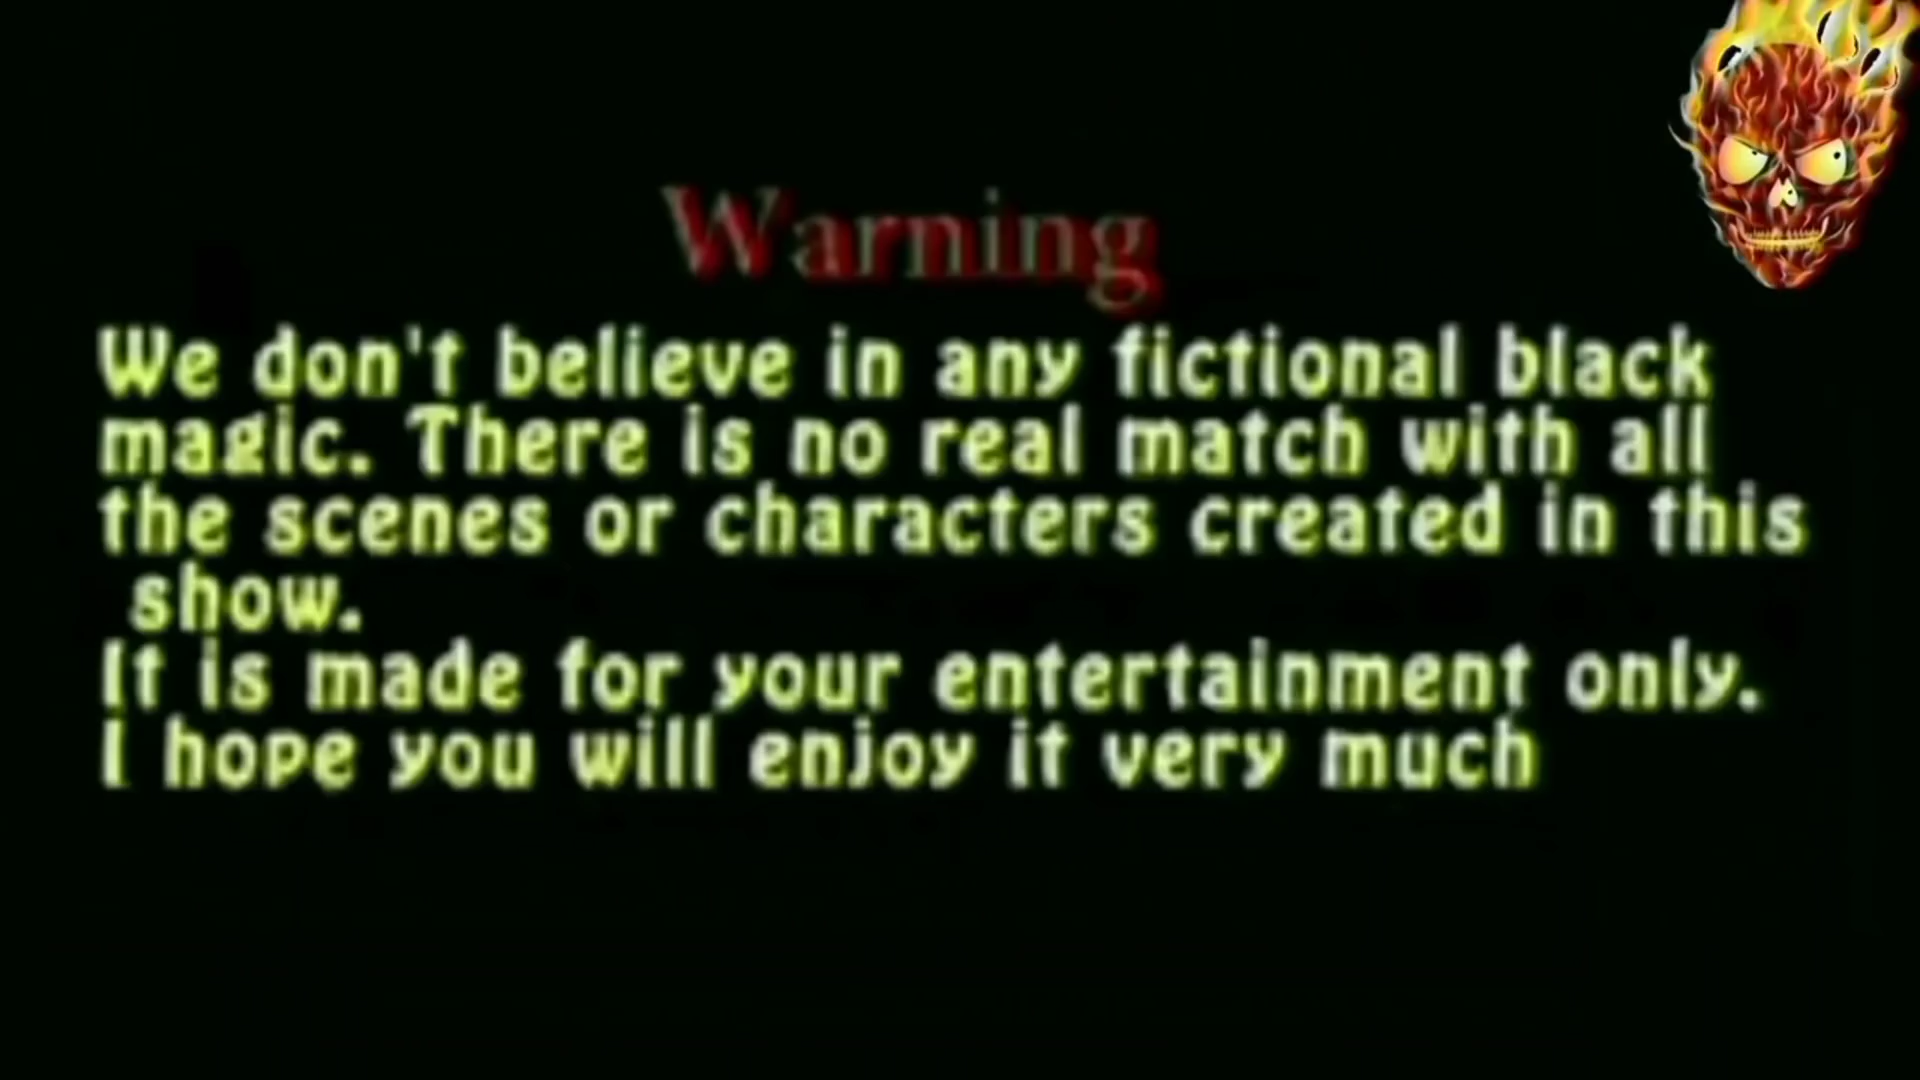 Warning
We don't believe in any fictional black
magic. There is no real match with all
the scenes or characters created in this
show.
It is made for your entertainment only.
I hope you will enjoy it very much